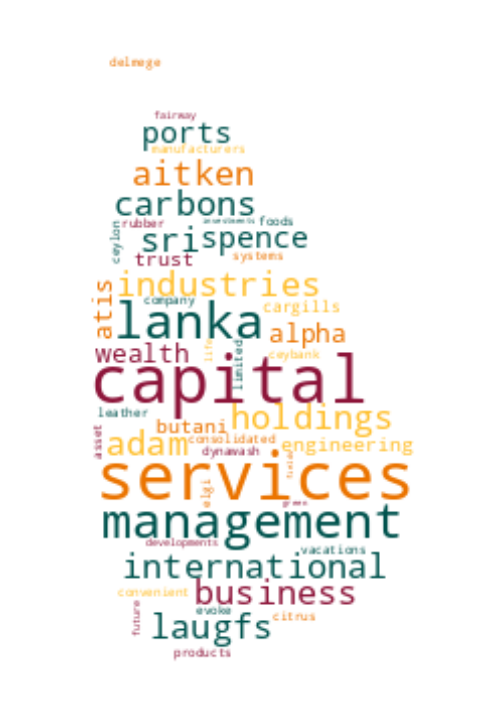 delmege
fairway
ports
manufacturers
aitken
carbons
investments foods
rubber
ceylon
sri spence
trust systems
industries
company cargills
atis
lanka alpha
wealth life limited ceybank
capital
leather holdings
butani
asset adam consolidated engineering
dynawash
services
elgi
management
developments vacations
international
convenient business
evoke citrus
future laugfs
products